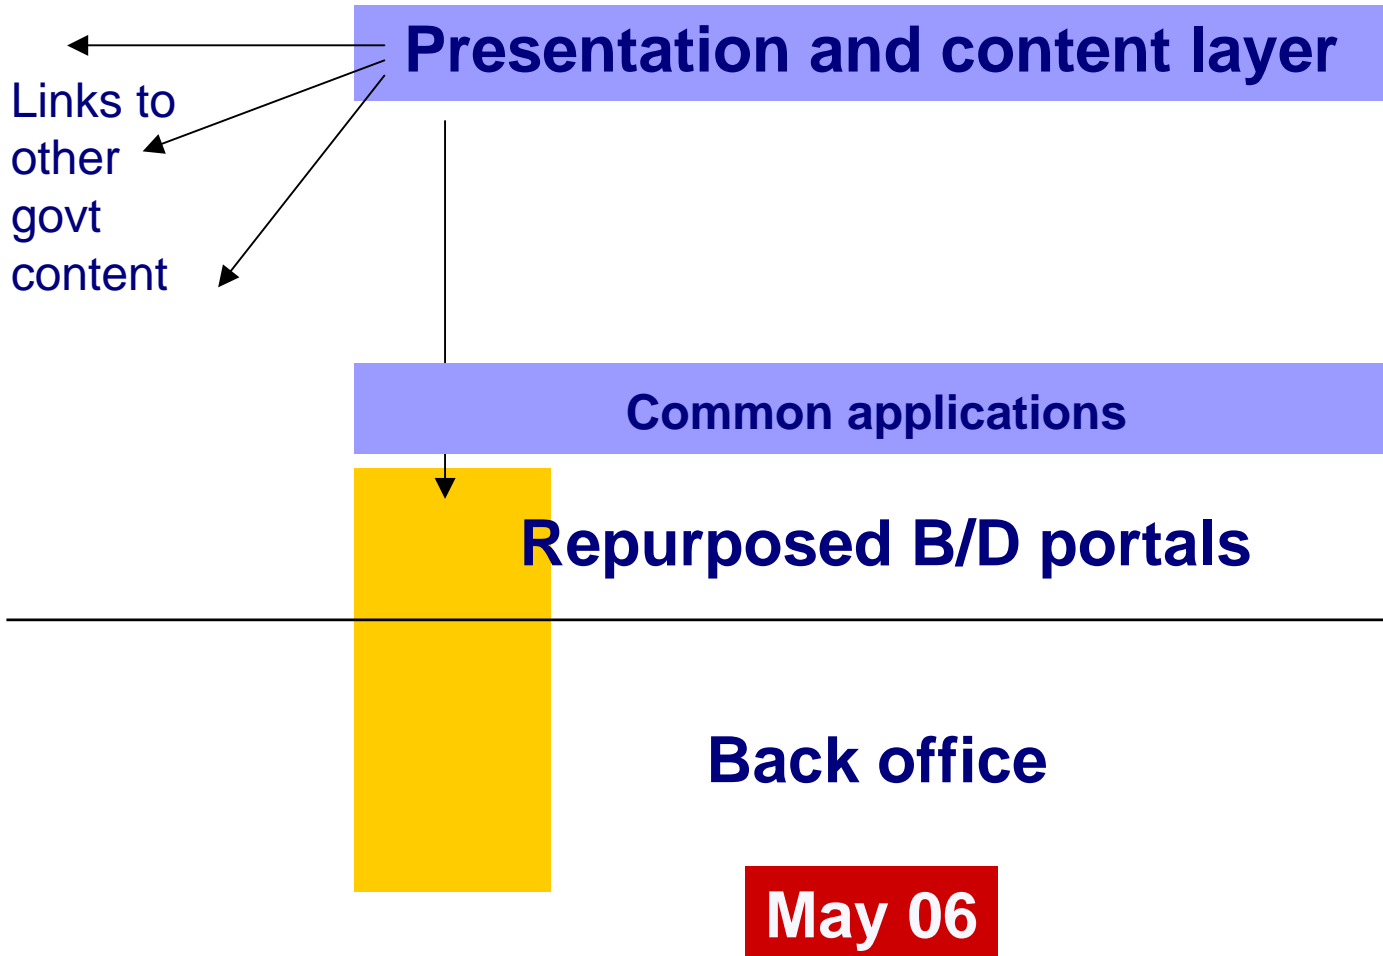 Presentation and content layer
Links to
other
govt
content
Common applications
Repurposed B/D portals
Back office
May 06